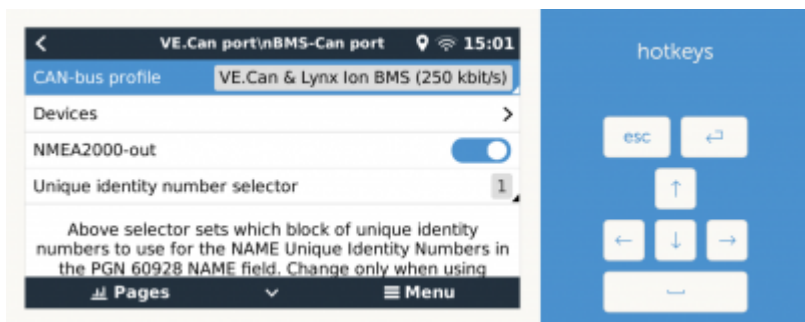 VE.Can port\nBMS-Can port 15:01
CAN-bus profile VE.Can & Lynx Ion BMS (250 kbit/s)
Devices
NMEA2000-out
Unique identity number selector 1
Above selector sets which block of unique identity
numbers to use for the NAME Unique Identity Numbers in
the PGN 60928 NAME field. Change only when using
Pages Menu
hotkeys
esc